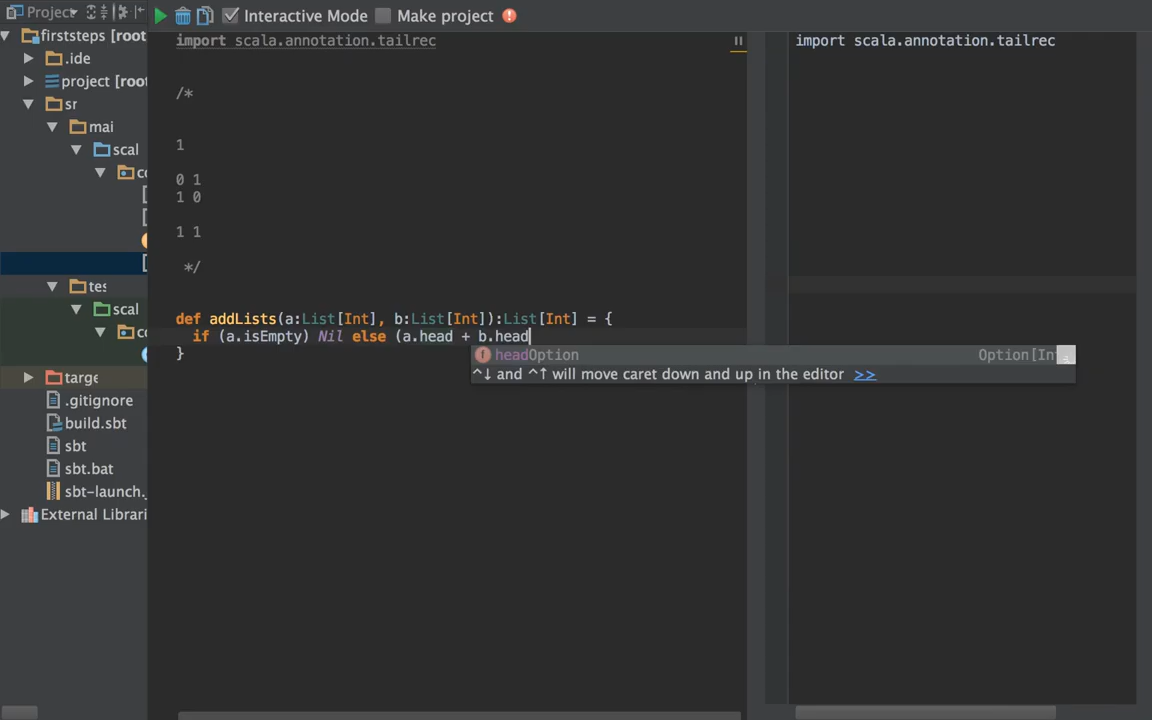 Project
Interactive Mode
Make project
firststeps [root
.ide
project [root
sr
mai
scal
co
tes
scal
co
targe
.gitignore
build.sbt
sbt
sbt.bat
sbt-launch.
External Librari
import scala.annotation.tailrec
/*
1
0 1
1 0
1 1
*/
def addLists(a:List[Int], b:List[Int]):List[Int] = {
if (a.isEmpty) Nil else (a.head + b.head
}
headOption Option[In
^↓ and ^↑ will move caret down and up in the editor >>
import scala.annotation.tailrec